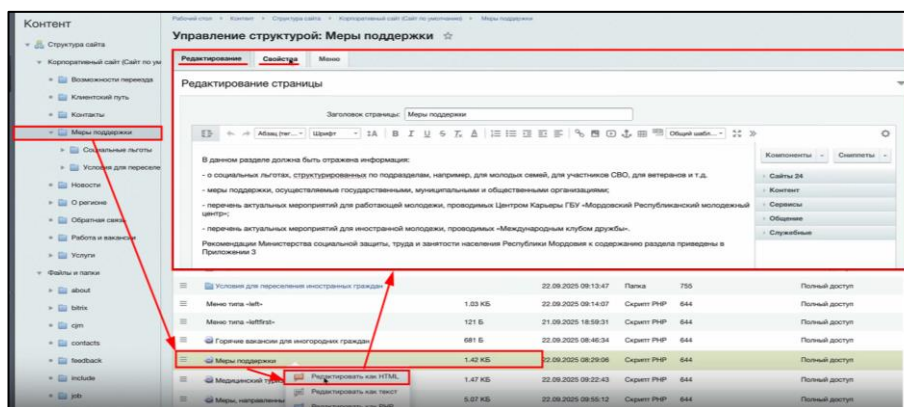 Контент
Структура сайта
Корпоративный сайт (Сайт по ум
Возможности переезда
Клиентский путь
Контакты
Меры поддержки
Социальные льготы
Условия для переселе
Новости
О регионе
Обратная связь
Работа и вакансии
Услуги
Файлы и папки
about
bitrix
cjm
contacts
feedback
include
job
Рабочий стол Контент Структура сайта Корпоративный сайт (Сайт по умолчанию) Меры поддержки
Управление структурой: Меры поддержки
Редактирование Свойства Меню
Редактирование страницы
Заголовок страницы: Меры поддержки
Абзац (тег... Шрифт Общий шабл...
В данном разделе должна быть отражена информация:
- о социальных льготах, структурированных по подразделам, например, для молодых семей, для участников СВО, для ветеранов и т.д.
- меры поддержки, осуществляемые государственными, муниципальными и общественными организациями;
- перечень актуальных мероприятий для работающей молодежи, проводимых Центром Карьеры ГБУ «Мордовский Республиканский молодежный
центр»;
- перечень актуальных мероприятий для иностранной молодежи, проводимых «Международным клубом дружбы».
Рекомендации Министерства социальной защиты, труда и занятости населения Республики Мордовия к содержанию раздела приведены в
Приложении 3
Компоненты Сниппеты
Сайты 24
Контент
Сервисы
Общение
Служебные
Условия для переселения иностранных граждан 22.09.2025 09:13:47 Папка 755 Полный доступ
Меню типа «left» 1.03 КБ 22.09.2025 09:14:07 Скрипт PHP 644 Полный доступ
Меню типа «leftfirst» 121 Б 21.09.2025 18:59:31 Скрипт PHP 644 Полный доступ
Горячие вакансии для иногородних граждан 681 Б 22.09.2025 08:46:34 Скрипт PHP 644 Полный доступ
Меры поддержки 1.42 КБ 22.09.2025 08:29:06 Скрипт PHP 644 Полный доступ
Редактировать как HTML
Медицинский 1.47 КБ 22.09.2025 09:22:43 Скрипт PHP 644 Полный доступ
Редактировать как текст
Меры, направленны 5.07 КБ 22.09.2025 09:55:12 Скрипт PHP 644 Полный доступ